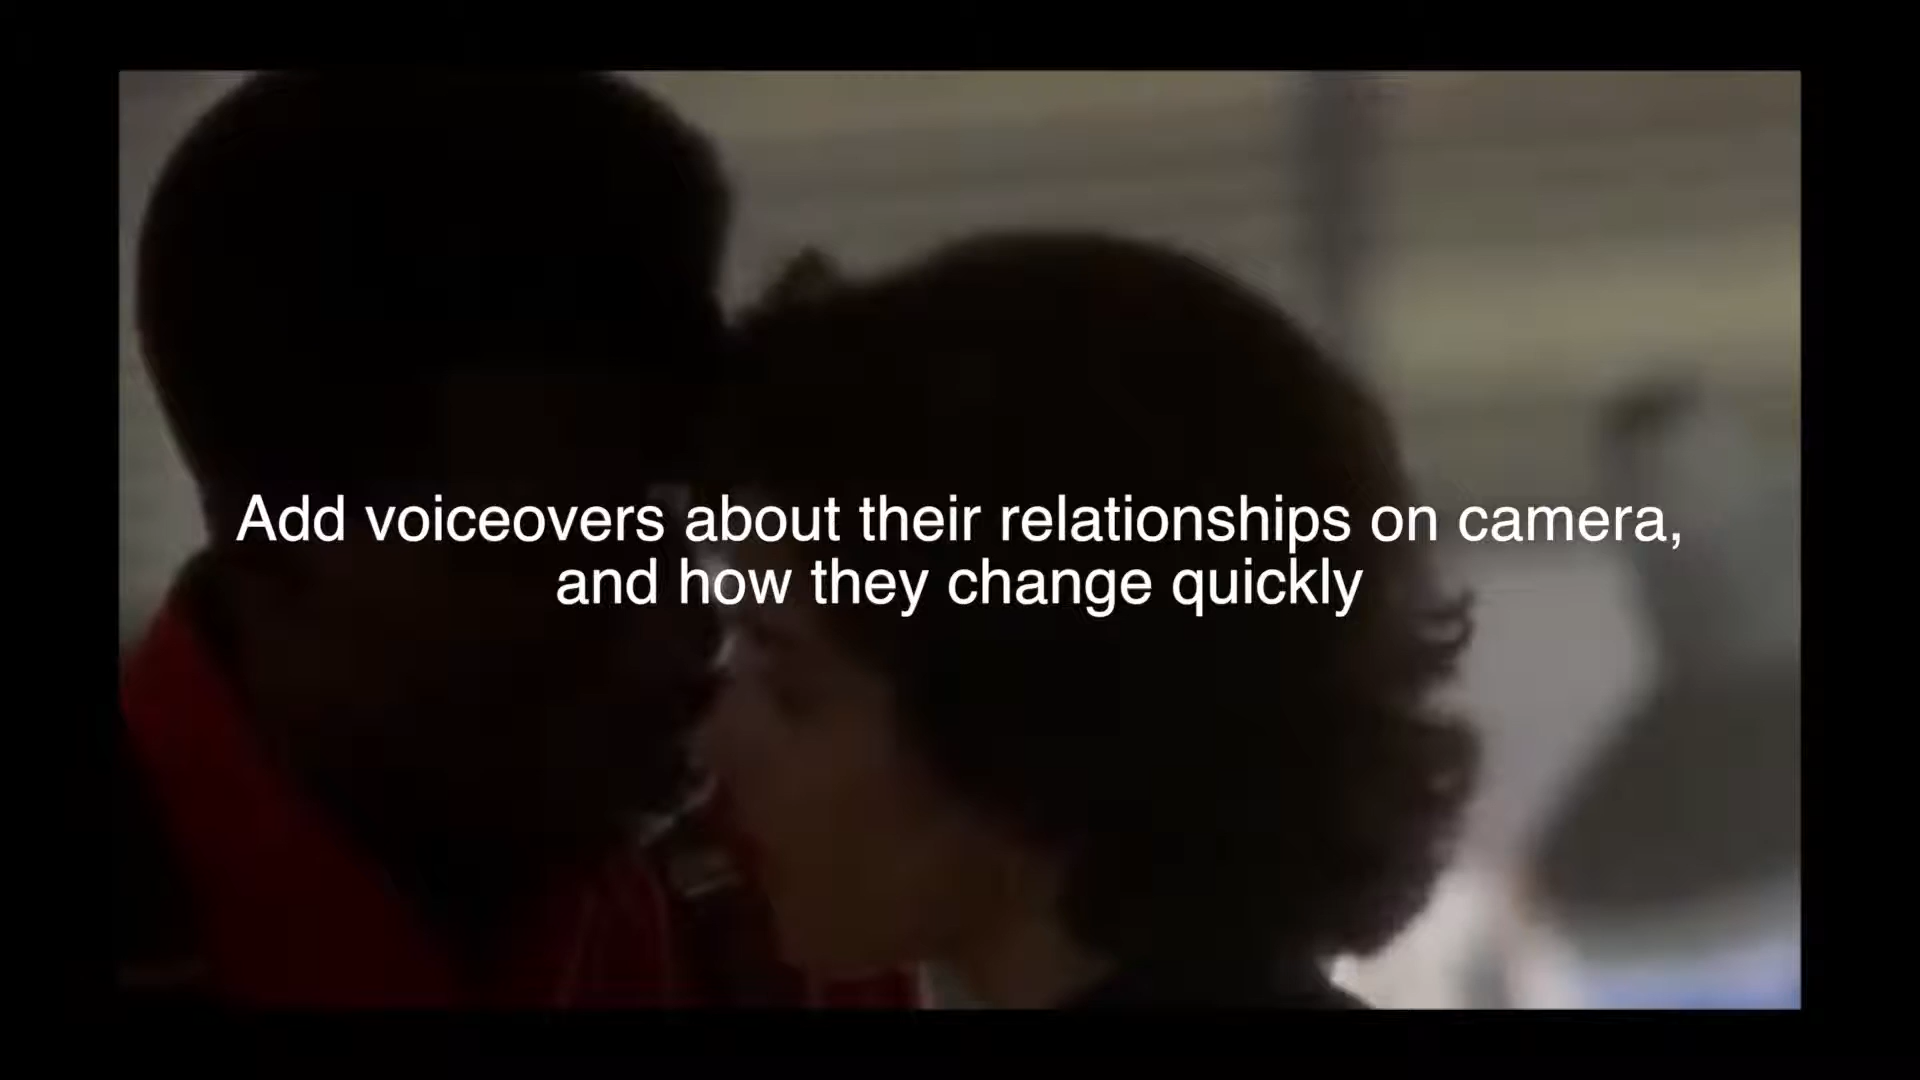 Add voiceovers about their relationships on camera,
and how they change quickly